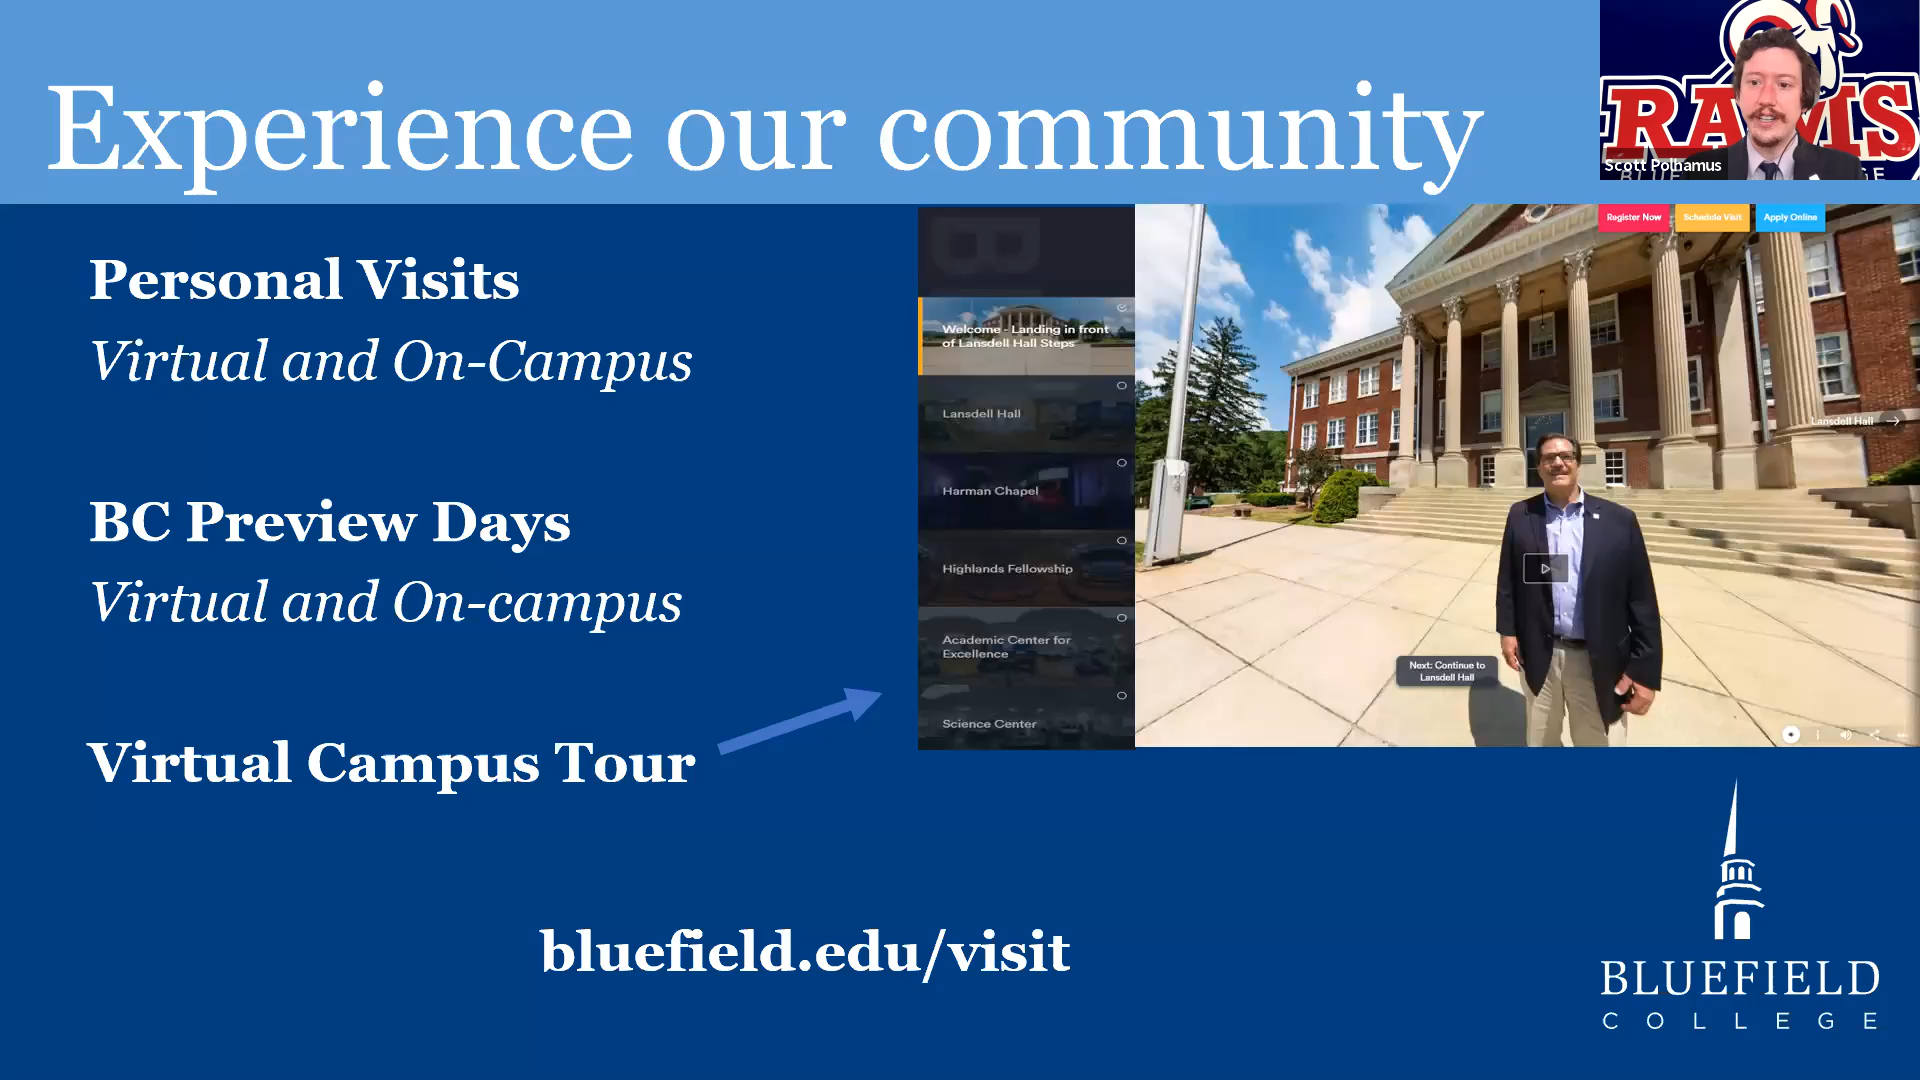 Experience our community
RAMS
Scott Polhamus
Personal Visits
Virtual and On-Campus
BC Preview Days
Virtual and On-campus
Virtual Campus Tour
bluefield.edu/visit
Welcome - Landing in front
of Lansdell Hall Steps
Lansdell Hall
Harman Chapel
Highlands Fellowship
Academic Center for
Excellence
Science Center
Register Now
Schedule Visit
Apply Online
Lansdell Hall
Next: Continue to
Lansdell Hall
BLUEFIELD
COLLEGE